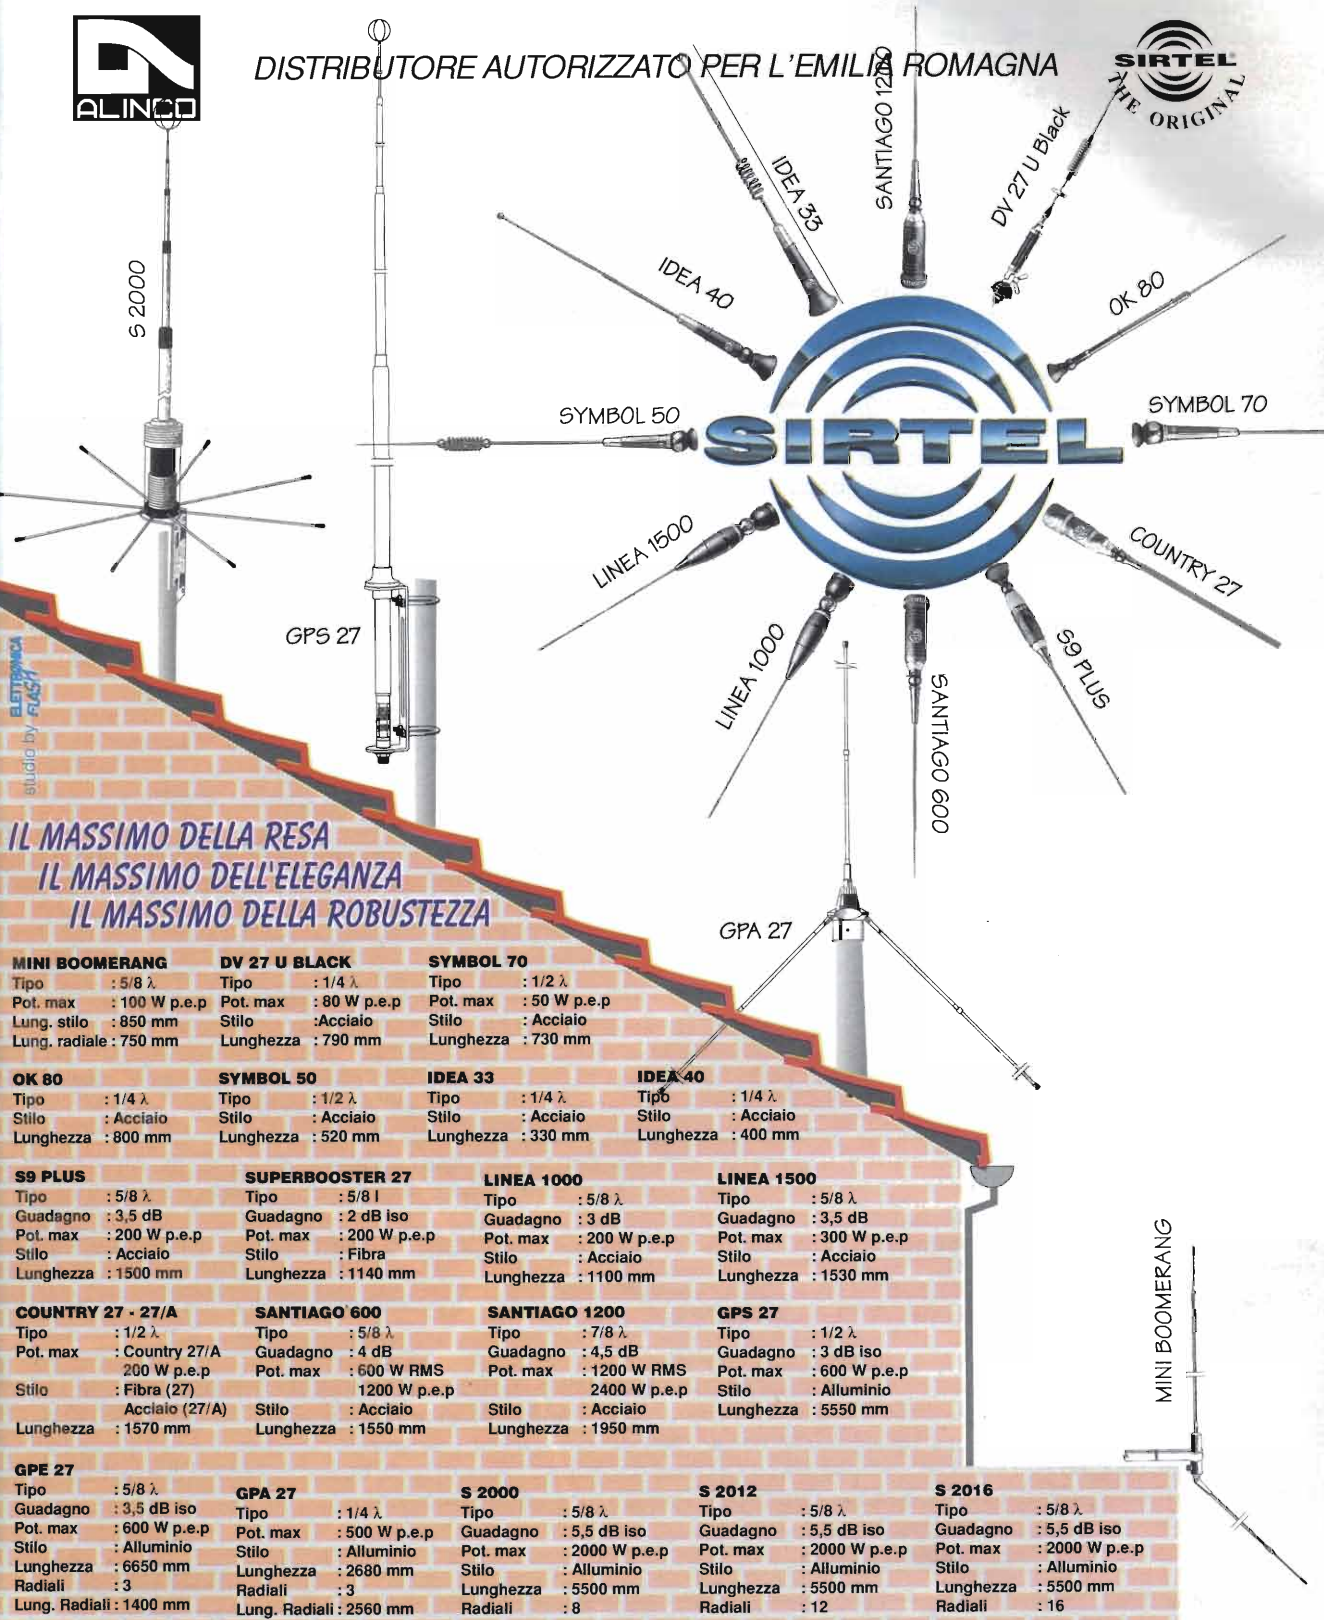 ALINCO
DISTRIBUTORE AUTORIZZATO PER L'EMILIA ROMAGNA
SIRTEL®
THE ORIGINAL
S 2000
GPS 27
IDEA 33
SANTIAGO 1200
DV 27 U Black
IDEA 40
OK 80
SYMBOL 50
SIRTEL
SYMBOL 70
LINEA 1500
COUNTRY 27
LINEA 1000
SANTIAGO 600
S9 PLUS
GPA 27
MINI BOOMERANG
studio by ELETTRONICA FLASH
IL MASSIMO DELLA RESA
IL MASSIMO DELL'ELEGANZA
IL MASSIMO DELLA ROBUSTEZZA
MINI BOOMERANG
Tipo : 5/8 λ
Pot. max : 100 W p.e.p
Lung. stilo : 850 mm
Lung. radiale : 750 mm
DV 27 U BLACK
Tipo : 1/4 λ
Pot. max : 80 W p.e.p
Stilo :Acciaio
Lunghezza : 790 mm
SYMBOL 70
Tipo : 1/2 λ
Pot. max : 50 W p.e.p
Stilo : Acciaio
Lunghezza : 730 mm
OK 80
Tipo : 1/4 λ
Stilo : Acciaio
Lunghezza : 800 mm
SYMBOL 50
Tipo : 1/2 λ
Stilo : Acciaio
Lunghezza : 520 mm
IDEA 33
Tipo : 1/4 λ
Stilo : Acciaio
Lunghezza : 330 mm
IDEA 40
Tipo : 1/4 λ
Stilo : Acciaio
Lunghezza : 400 mm
S9 PLUS
Tipo : 5/8 λ
Guadagno : 3,5 dB
Pot. max : 200 W p.e.p
Stilo : Acciaio
Lunghezza : 1500 mm
SUPERBOOSTER 27
Tipo : 5/8 l
Guadagno : 2 dB iso
Pot. max : 200 W p.e.p
Stilo : Fibra
Lunghezza : 1140 mm
LINEA 1000
Tipo : 5/8 λ
Guadagno : 3 dB
Pot. max : 200 W p.e.p
Stilo : Acciaio
Lunghezza : 1100 mm
LINEA 1500
Tipo : 5/8 λ
Guadagno : 3,5 dB
Pot. max : 300 W p.e.p
Stilo : Acciaio
Lunghezza : 1530 mm
COUNTRY 27 - 27/A
Tipo : 1/2 λ
Pot. max : Country 27/A
200 W p.e.p
Stilo : Fibra (27)
Acciaio (27/A)
Lunghezza : 1570 mm
SANTIAGO 600
Tipo : 5/8 λ
Guadagno : 4 dB
Pot. max : 600 W RMS
1200 W p.e.p
Stilo : Acciaio
Lunghezza : 1550 mm
SANTIAGO 1200
Tipo : 7/8 λ
Guadagno : 4,5 dB
Pot. max : 1200 W RMS
2400 W p.e.p
Stilo : Acciaio
Lunghezza : 1950 mm
GPS 27
Tipo : 1/2 λ
Guadagno : 3 dB iso
Pot. max : 600 W p.e.p
Stilo : Alluminio
Lunghezza : 5550 mm
GPE 27
Tipo : 5/8 λ
Guadagno : 3,5 dB iso
Pot. max : 600 W p.e.p
Stilo : Alluminio
Lunghezza : 6650 mm
Radiali : 3
Lung. Radiali : 1400 mm
GPA 27
Tipo : 1/4 λ
Pot. max : 500 W p.e.p
Stilo : Alluminio
Lunghezza : 2680 mm
Radiali : 3
Lung. Radiali : 2560 mm
S 2000
Tipo : 5/8 λ
Guadagno : 5,5 dB iso
Pot. max : 2000 W p.e.p
Stilo : Alluminio
Lunghezza : 5500 mm
Radiali : 8
S 2012
Tipo : 5/8 λ
Guadagno : 5,5 dB iso
Pot. max : 2000 W p.e.p
Stilo : Alluminio
Lunghezza : 5500 mm
Radiali : 12
S 2016
Tipo : 5/8 λ
Guadagno : 5,5 dB iso
Pot. max : 2000 W p.e.p
Stilo : Alluminio
Lunghezza : 5500 mm
Radiali : 16